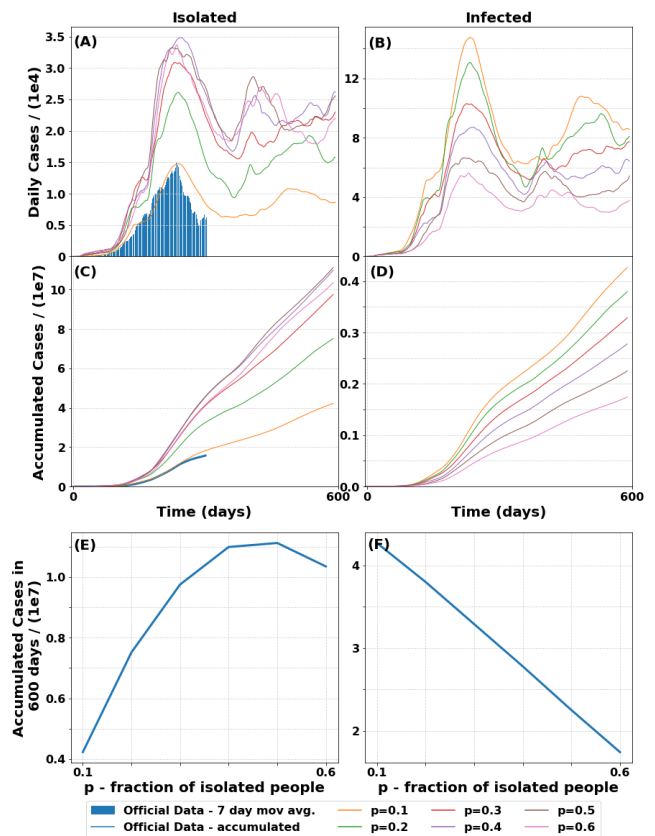 Isolated
Infected
(A)
(B)
3.5
3.0
2.5
2.0
1.5
1.0
0.5
0
Daily Cases / (1e4)
12
8
4
0
(C)
(D)
10
8
6
4
2
0
Accumulated Cases / (1e7)
0.4
0.3
0.2
0.1
0.0
0
600
0
600
Time (days)
Time (days)
(E)
(F)
1.0
0.8
0.6
0.4
Accumulated Cases in
600 days / (1e7)
4
3
2
0.1
0.6
0.1
0.6
p - fraction of isolated people
p - fraction of isolated people
Official Data - 7 day mov avg.
Official Data - accumulated
p=0.1
p=0.2
p=0.3
p=0.4
p=0.5
p=0.6